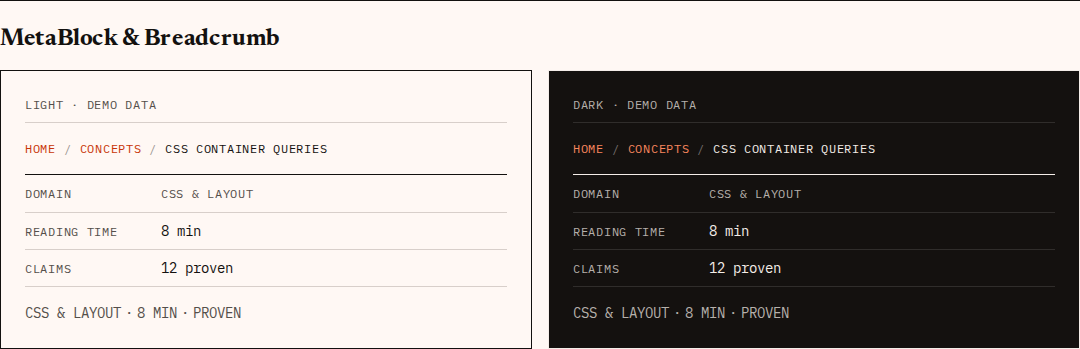 MetaBlock & Breadcrumb
LIGHT · DEMO DATA
HOME / CONCEPTS / CSS CONTAINER QUERIES
DOMAIN CSS & LAYOUT
READING TIME 8 min
CLAIMS 12 proven
CSS & LAYOUT · 8 MIN · PROVEN
DARK · DEMO DATA
HOME / CONCEPTS / CSS CONTAINER QUERIES
DOMAIN CSS & LAYOUT
READING TIME 8 min
CLAIMS 12 proven
CSS & LAYOUT · 8 MIN · PROVEN